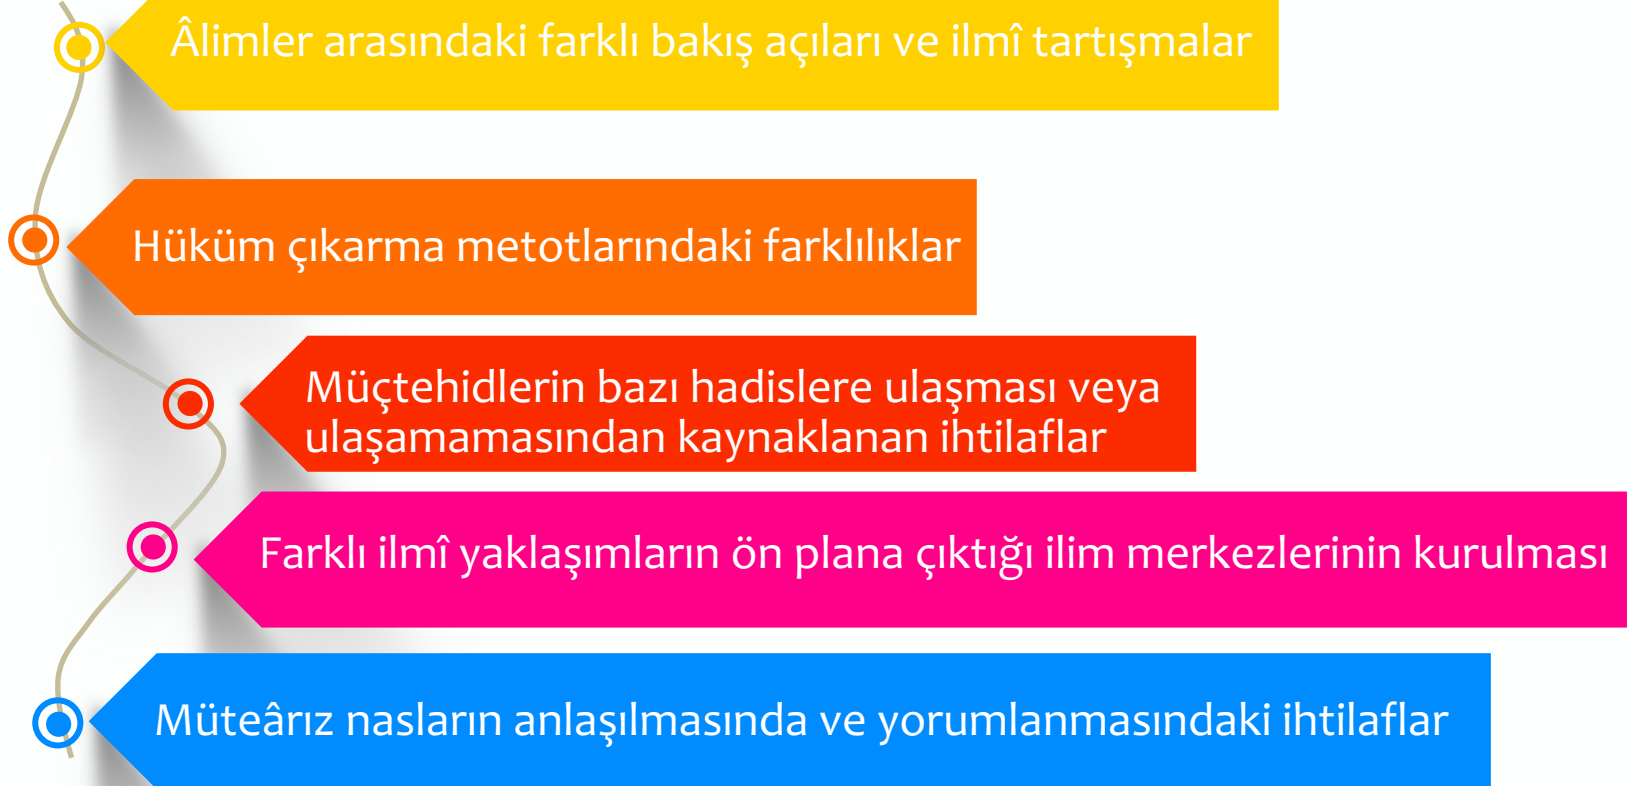 Âlimler arasındaki farklı bakış açıları ve ilmî tartışmalar
Hüküm çıkarma metotlarındaki farklılıklar
Müçtehidlerin bazı hadislere ulaşması veya
ulaşamamasından kaynaklanan ihtilaflar
Farklı ilmî yaklaşımların ön plana çıktığı ilim merkezlerinin kurulması
Müteârız nasların anlaşılmasında ve yorumlanmasındaki ihtilaflar